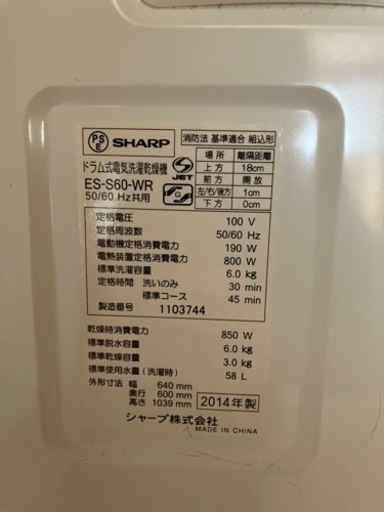 PS E SHARP
ドラム式電気洗濯乾燥機
ES-S60-WR
50/60 Hz共用
S JET
消防法 基準適合 組込形
場所 離隔距離
上方 18cm
前方 開放
左/右/後方 1cm
下方 0cm
定格電圧 100 V
定格周波数 50/60 Hz
電動機定格消費電力 190 W
電熱装置定格消費電力 800 W
標準洗濯容量 6.0 kg
定格時間 洗いのみ 30 min
標準コース 45 min
製造番号 1103744
乾燥時消費電力 850 W
標準脱水容量 6.0 kg
標準乾燥容量 3.0 kg
標準使用水量(洗濯時) 58 L
外形寸法 幅 640 mm
奥行 600 mm
高さ 1039 mm
2014年製
シャープ株式会社
MADE IN CHINA